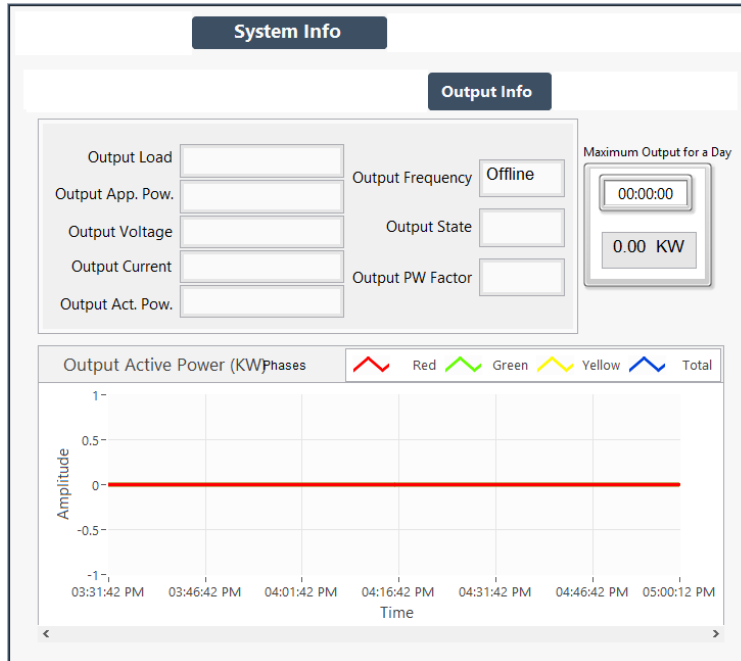 System Info
Output Info
Output Load
Output App. Pow.
Output Voltage
Output Current
Output Act. Pow.
Output Frequency Offline
Output State
Output PW Factor
Maximum Output for a Day
00:00:00
0.00 KW
Output Active Power (KW) Phases Red Green Yellow Total
Amplitude
1
0.5
0
-0.5
-1
03:31:42 PM 03:46:42 PM 04:01:42 PM 04:16:42 PM 04:31:42 PM 04:46:42 PM 05:00:12 PM
Time